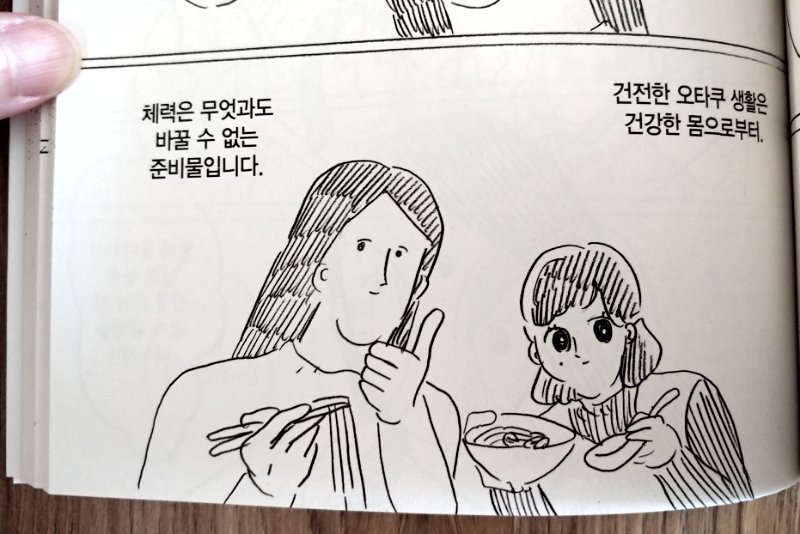 체력은 무엇과도
바꿀 수 없는
준비물입니다.
건전한 오타쿠 생활은
건강한 몸으로부터.